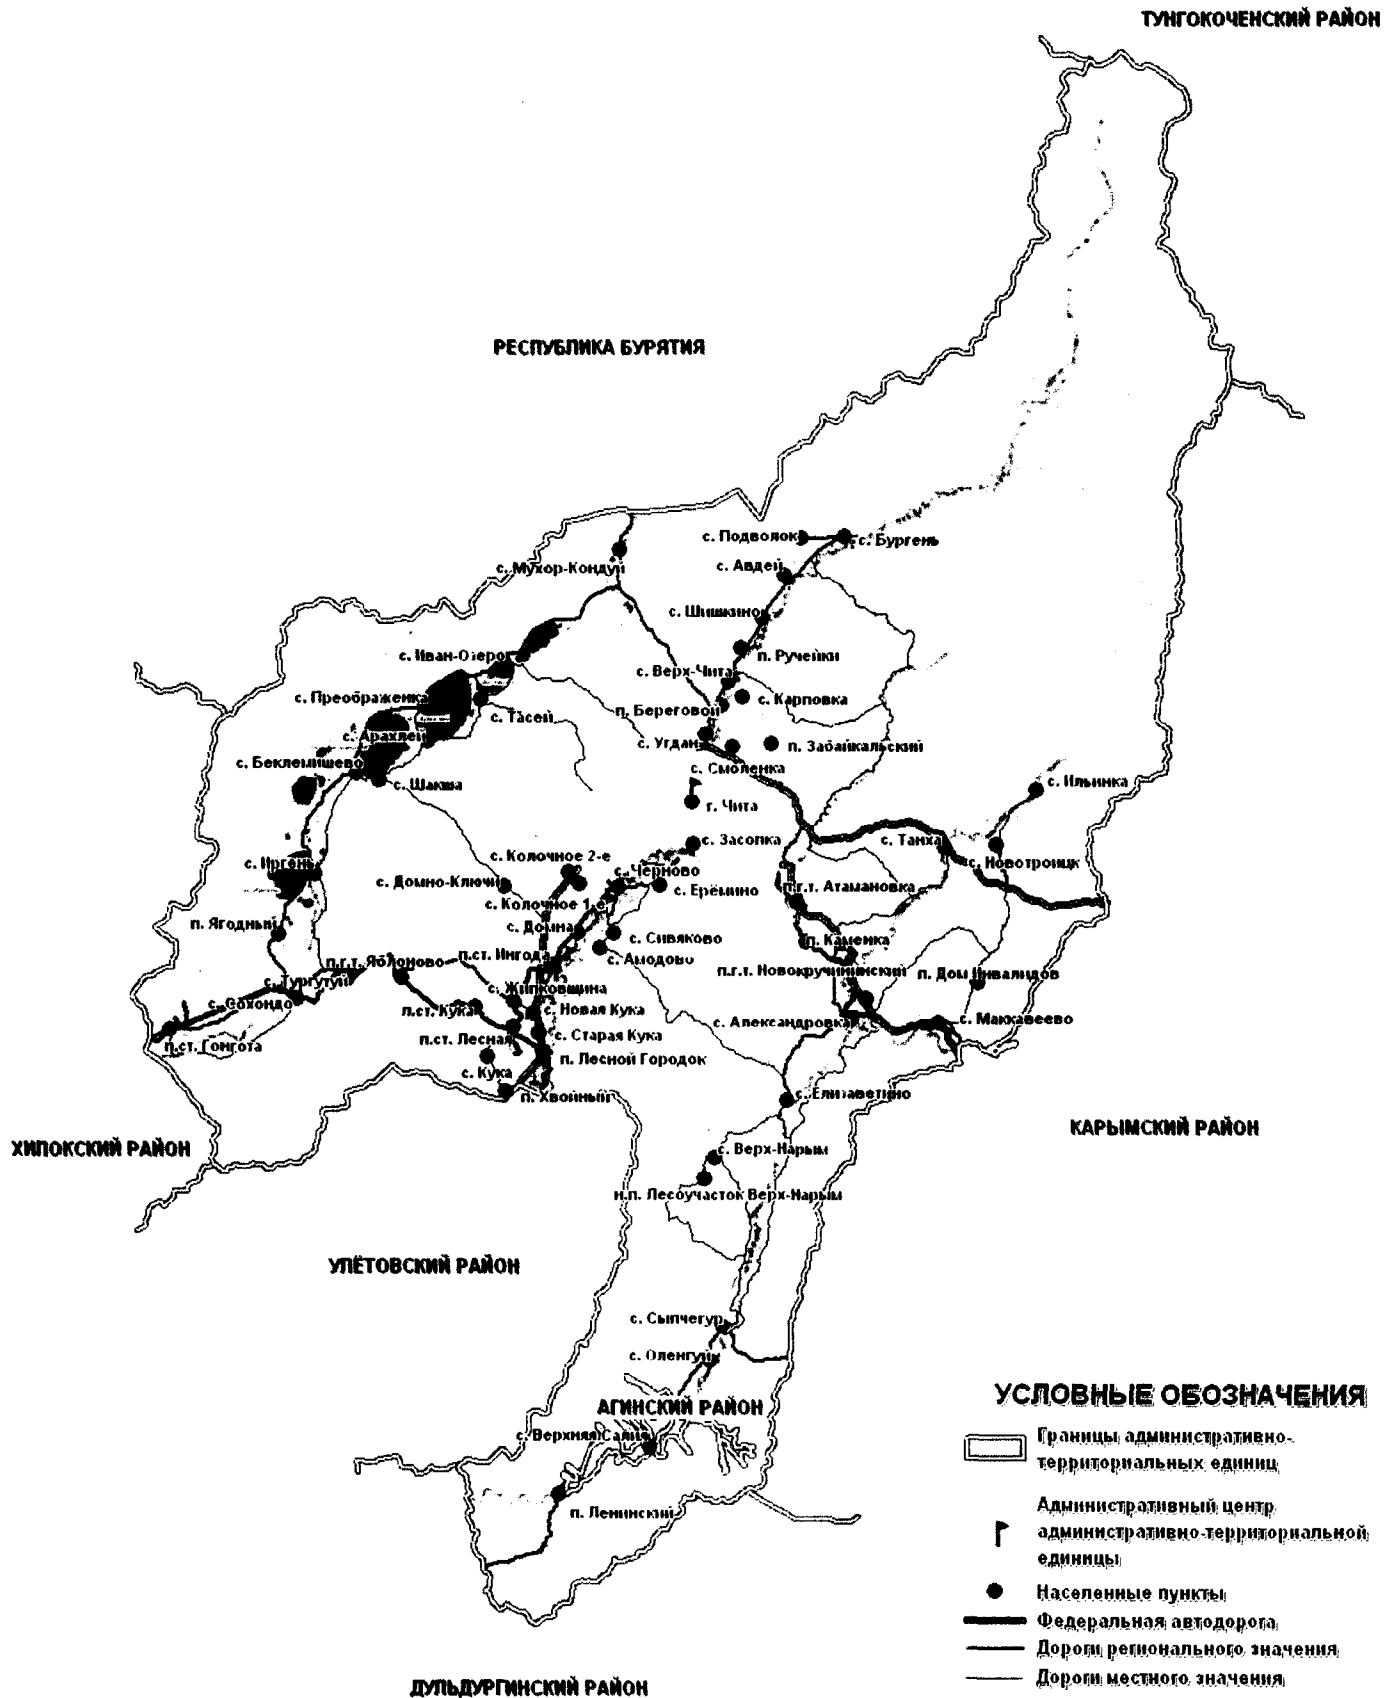 ТУНГОКОЧЕНСКИЙ РАЙОН
РЕСПУБЛИКА БУРЯТИЯ
с. Подволок
с. Бургень
с. Авдей
с. Мухор-Кондуй
с. Шишкино
п. Ручейки
с. Иван-Озеро
с. Верх-Чита
с. Карповка
с. Преображенка
с. Тасей
п. Береговой
с. Арахлей
с. Угдан
п. Забайкальский
с. Беклемишево
с. Смоленка
с. Шакша
с. Ильинка
г. Чита
с. Засопка
с. Танха
с. Колочное 2-е
с. Новотроицк
с. Иргень
с. Черново
с. Домно-Ключи
с. Ерёмино
п.г.т. Атамановка
с. Колочное 1-е
п. Ягодный
с. Домна
с. Сивяково
п. Каменка
п.ст. Ингода
с. Амодово
п.г.т. Яблоново
п.г.т. Новокручининский
п. Дом Инвалидов
с. Тургутуй
с. Жипковщина
с. Сохондо
п.ст. Кука
с. Новая Кука
с. Александровка
с. Маккавеево
п.ст. Лесная
с. Старая Кука
п.ст. Гонгота
п. Лесной Городок
с. Кука
п. Хвойный
с. Елизаветино
КАРЫМСКИЙ РАЙОН
ХИПОКСКИЙ РАЙОН
с. Верх-Нарым
н.п. Лесоучасток Верх-Нарым
УЛЁТОВСКИЙ РАЙОН
с. Сыпчегур
с. Оленгуй
АГИНСКИЙ РАЙОН
с. Верхняя Салия
п. Ленинский
ДУЛЬДУРГИНСКИЙ РАЙОН
УСЛОВНЫЕ ОБОЗНАЧЕНИЯ
Границы административно-
территориальных единиц
Административный центр
административно-территориальной
единицы
Населенные пункты
Федеральная автодорога
Дороги регионального значения
Дороги местного значения